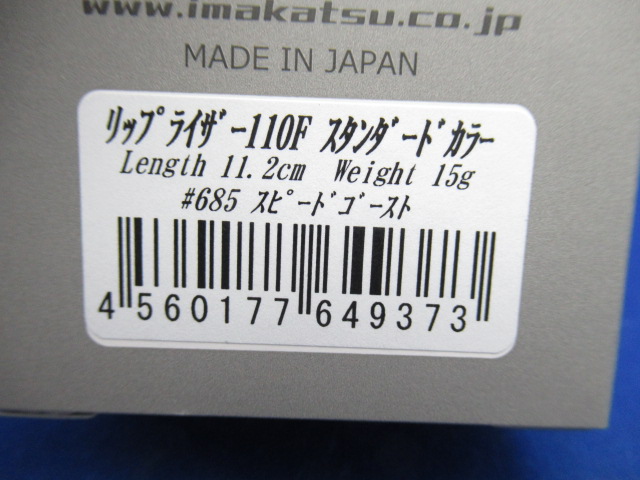 www.imakatsu.co.jp
MADE IN JAPAN
リップライザー110F スタンダードカラー
Length 11.2cm Weight 15g
#685 スピードゴースト
4 560177 649373